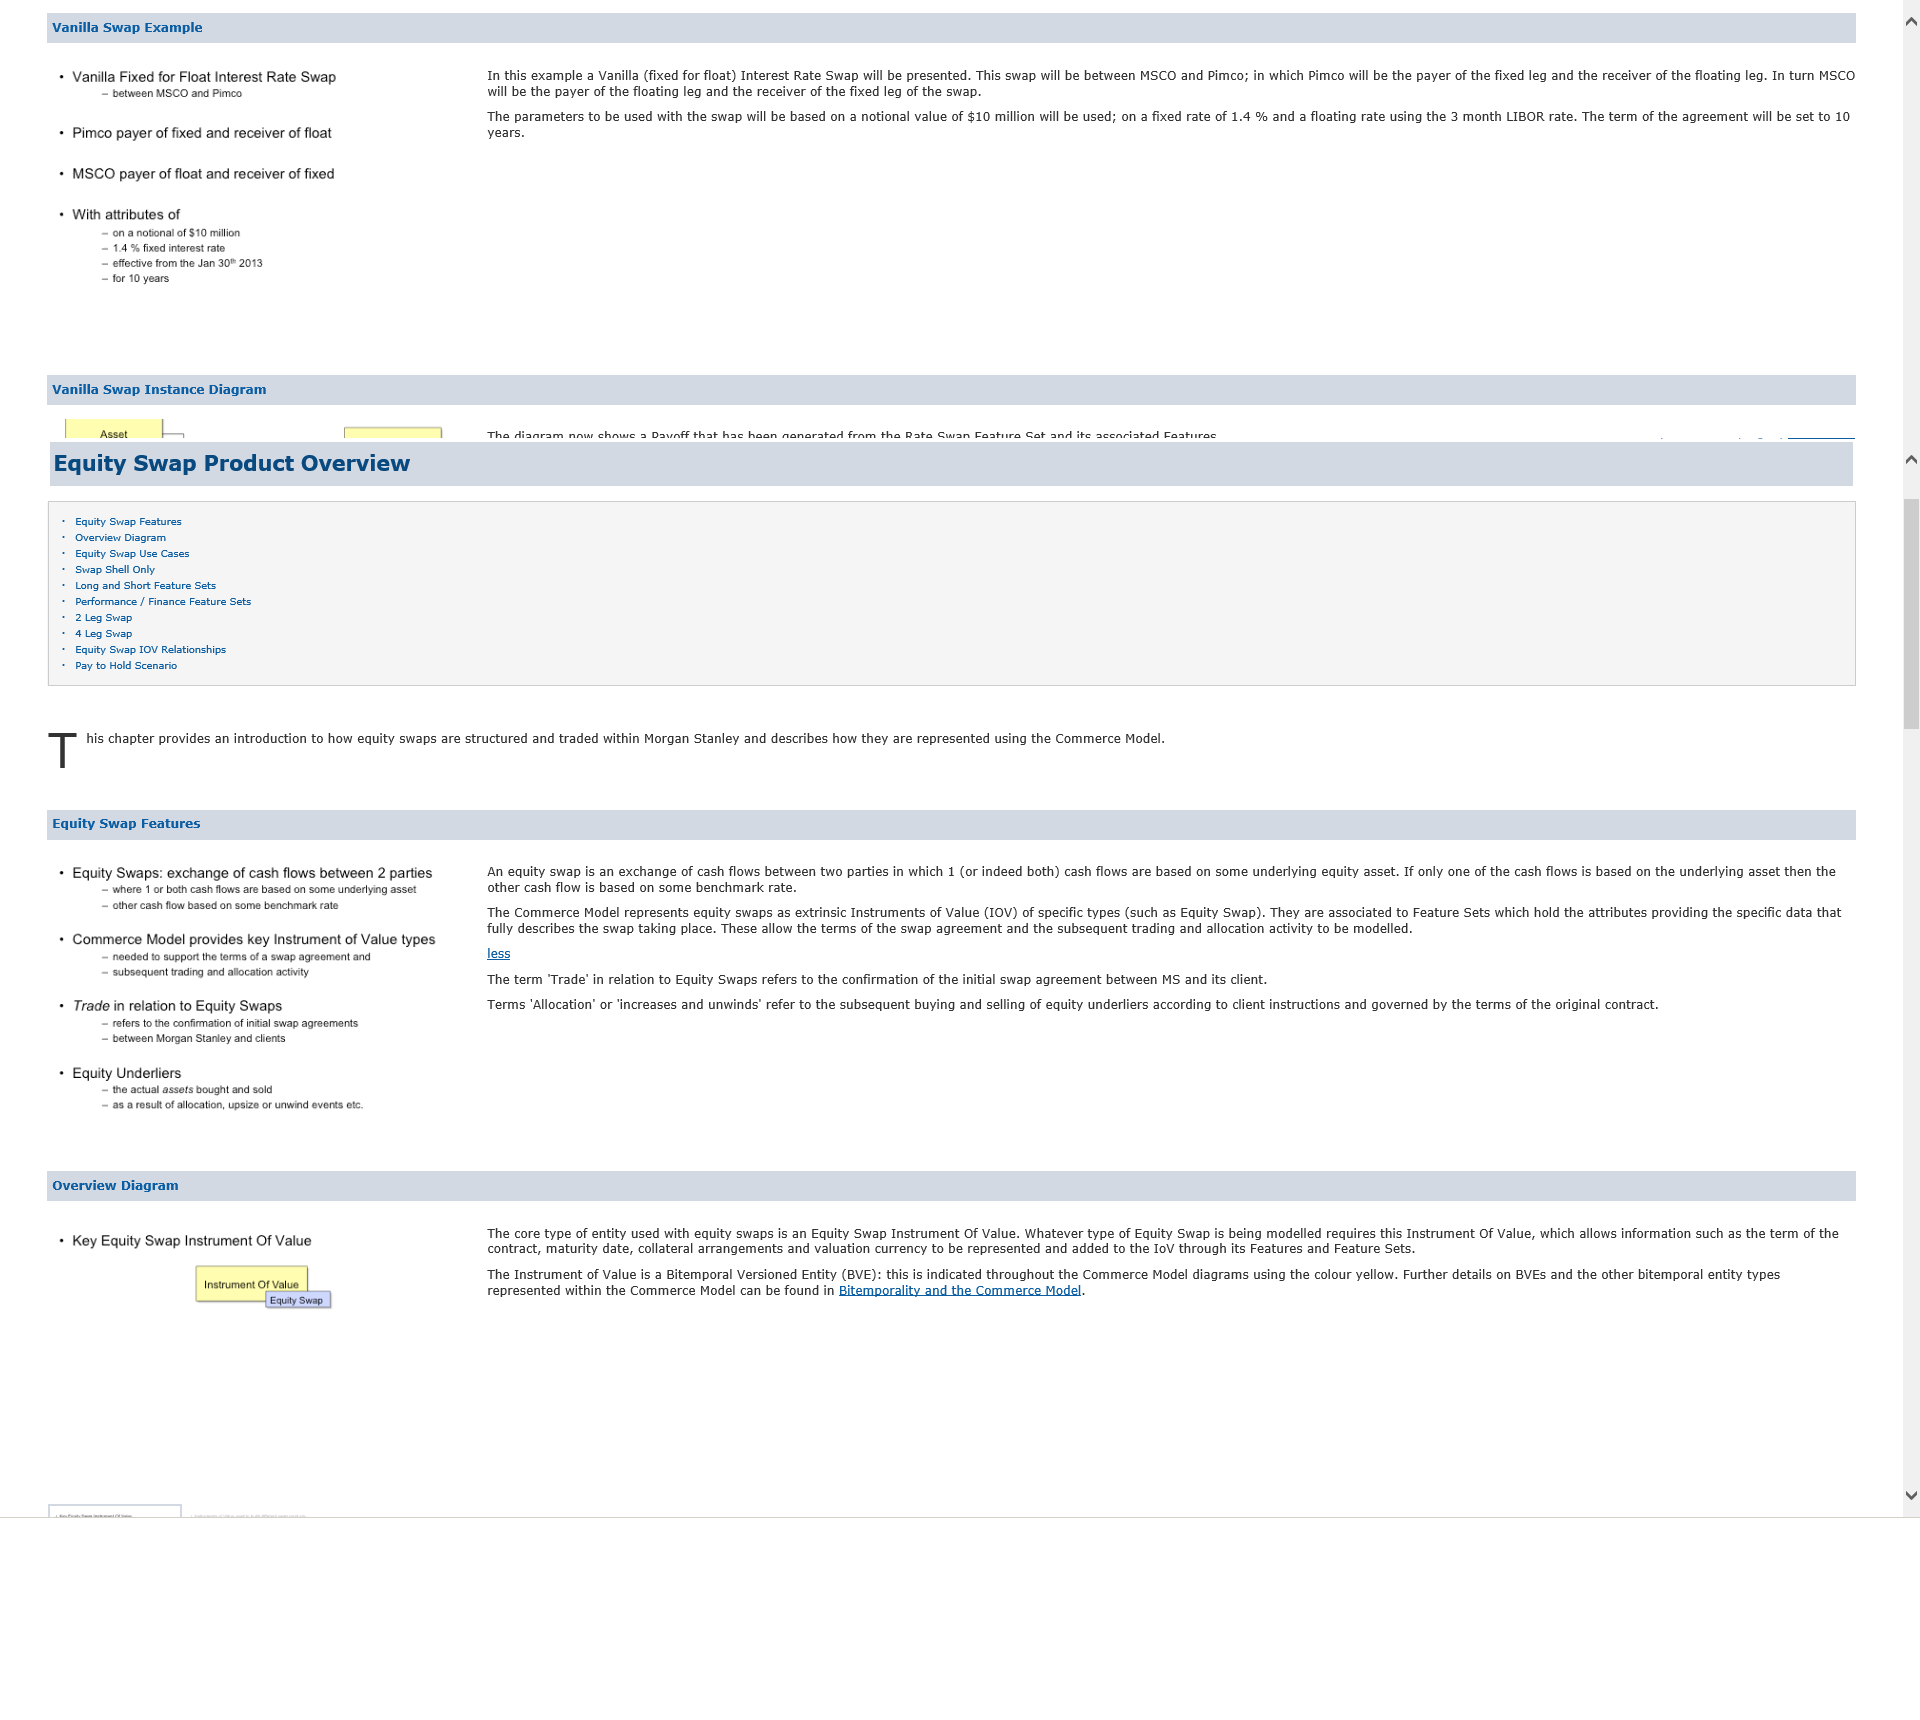 Vanilla Swap Example
• Vanilla Fixed for Float Interest Rate Swap
– between MSCO and Pimco
• Pimco payer of fixed and receiver of float
• MSCO payer of float and receiver of fixed
• With attributes of
– on a notional of $10 million
– 1.4 % fixed interest rate
– effective from the Jan 30th 2013
– for 10 years
In this example a Vanilla (fixed for float) Interest Rate Swap will be presented. This swap will be between MSCO and Pimco; in which Pimco will be the payer of the fixed leg and the receiver of the floating leg. In turn MSCO
will be the payer of the floating leg and the receiver of the fixed leg of the swap.
The parameters to be used with the swap will be based on a notional value of $10 million will be used; on a fixed rate of 1.4 % and a floating rate using the 3 month LIBOR rate. The term of the agreement will be set to 10
years.
Vanilla Swap Instance Diagram
Asset
The diagram now shows a Payoff that has been generated from the Rate Swap Feature Set and its associated Features
Equity Swap Product Overview
· Equity Swap Features
· Overview Diagram
· Equity Swap Use Cases
· Swap Shell Only
· Long and Short Feature Sets
· Performance / Finance Feature Sets
· 2 Leg Swap
· 4 Leg Swap
· Equity Swap IOV Relationships
· Pay to Hold Scenario
This chapter provides an introduction to how equity swaps are structured and traded within Morgan Stanley and describes how they are represented using the Commerce Model.
Equity Swap Features
• Equity Swaps: exchange of cash flows between 2 parties
– where 1 or both cash flows are based on some underlying asset
– other cash flow based on some benchmark rate
• Commerce Model provides key Instrument of Value types
– needed to support the terms of a swap agreement and
– subsequent trading and allocation activity
• Trade in relation to Equity Swaps
– refers to the confirmation of initial swap agreements
– between Morgan Stanley and clients
• Equity Underliers
– the actual assets bought and sold
– as a result of allocation, upsize or unwind events etc.
An equity swap is an exchange of cash flows between two parties in which 1 (or indeed both) cash flows are based on some underlying equity asset. If only one of the cash flows is based on the underlying asset then the
other cash flow is based on some benchmark rate.
The Commerce Model represents equity swaps as extrinsic Instruments of Value (IOV) of specific types (such as Equity Swap). They are associated to Feature Sets which hold the attributes providing the specific data that
fully describes the swap taking place. These allow the terms of the swap agreement and the subsequent trading and allocation activity to be modelled.
less
The term 'Trade' in relation to Equity Swaps refers to the confirmation of the initial swap agreement between MS and its client.
Terms 'Allocation' or 'increases and unwinds' refer to the subsequent buying and selling of equity underliers according to client instructions and governed by the terms of the original contract.
Overview Diagram
• Key Equity Swap Instrument Of Value
Instrument Of Value
Equity Swap
The core type of entity used with equity swaps is an Equity Swap Instrument Of Value. Whatever type of Equity Swap is being modelled requires this Instrument Of Value, which allows information such as the term of the
contract, maturity date, collateral arrangements and valuation currency to be represented and added to the IoV through its Features and Feature Sets.
The Instrument of Value is a Bitemporal Versioned Entity (BVE): this is indicated throughout the Commerce Model diagrams using the colour yellow. Further details on BVEs and the other bitemporal entity types
represented within the Commerce Model can be found in Bitemporality and the Commerce Model.